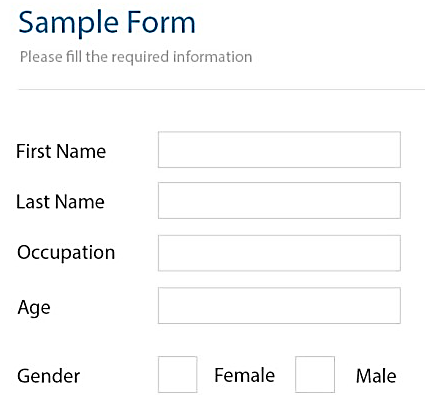 Sample Form
Please fill the required information
First Name
Last Name
Occupation
Age
Gender Female Male